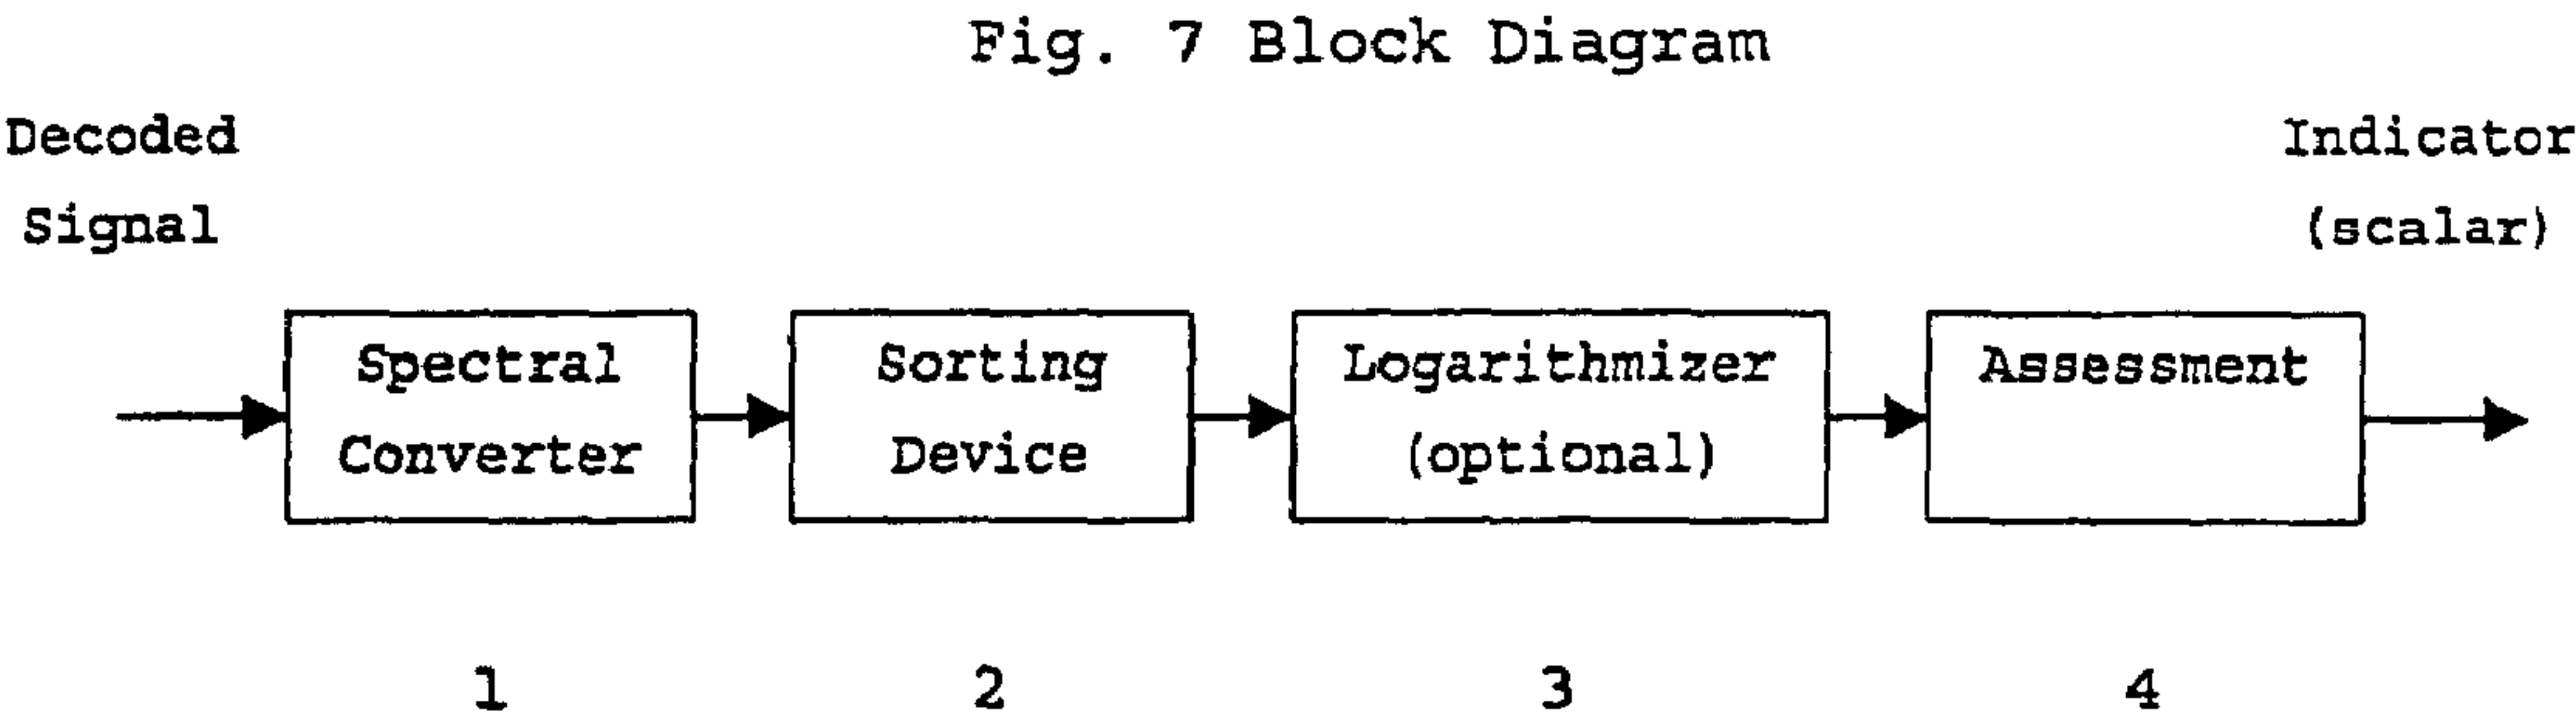 Fig. 7 Block Diagram
Decoded
Signal
Indicator
(scalar)
Spectral
Converter
Sorting
Device
Logarithmizer
(optional)
Assessment
1
2
3
4